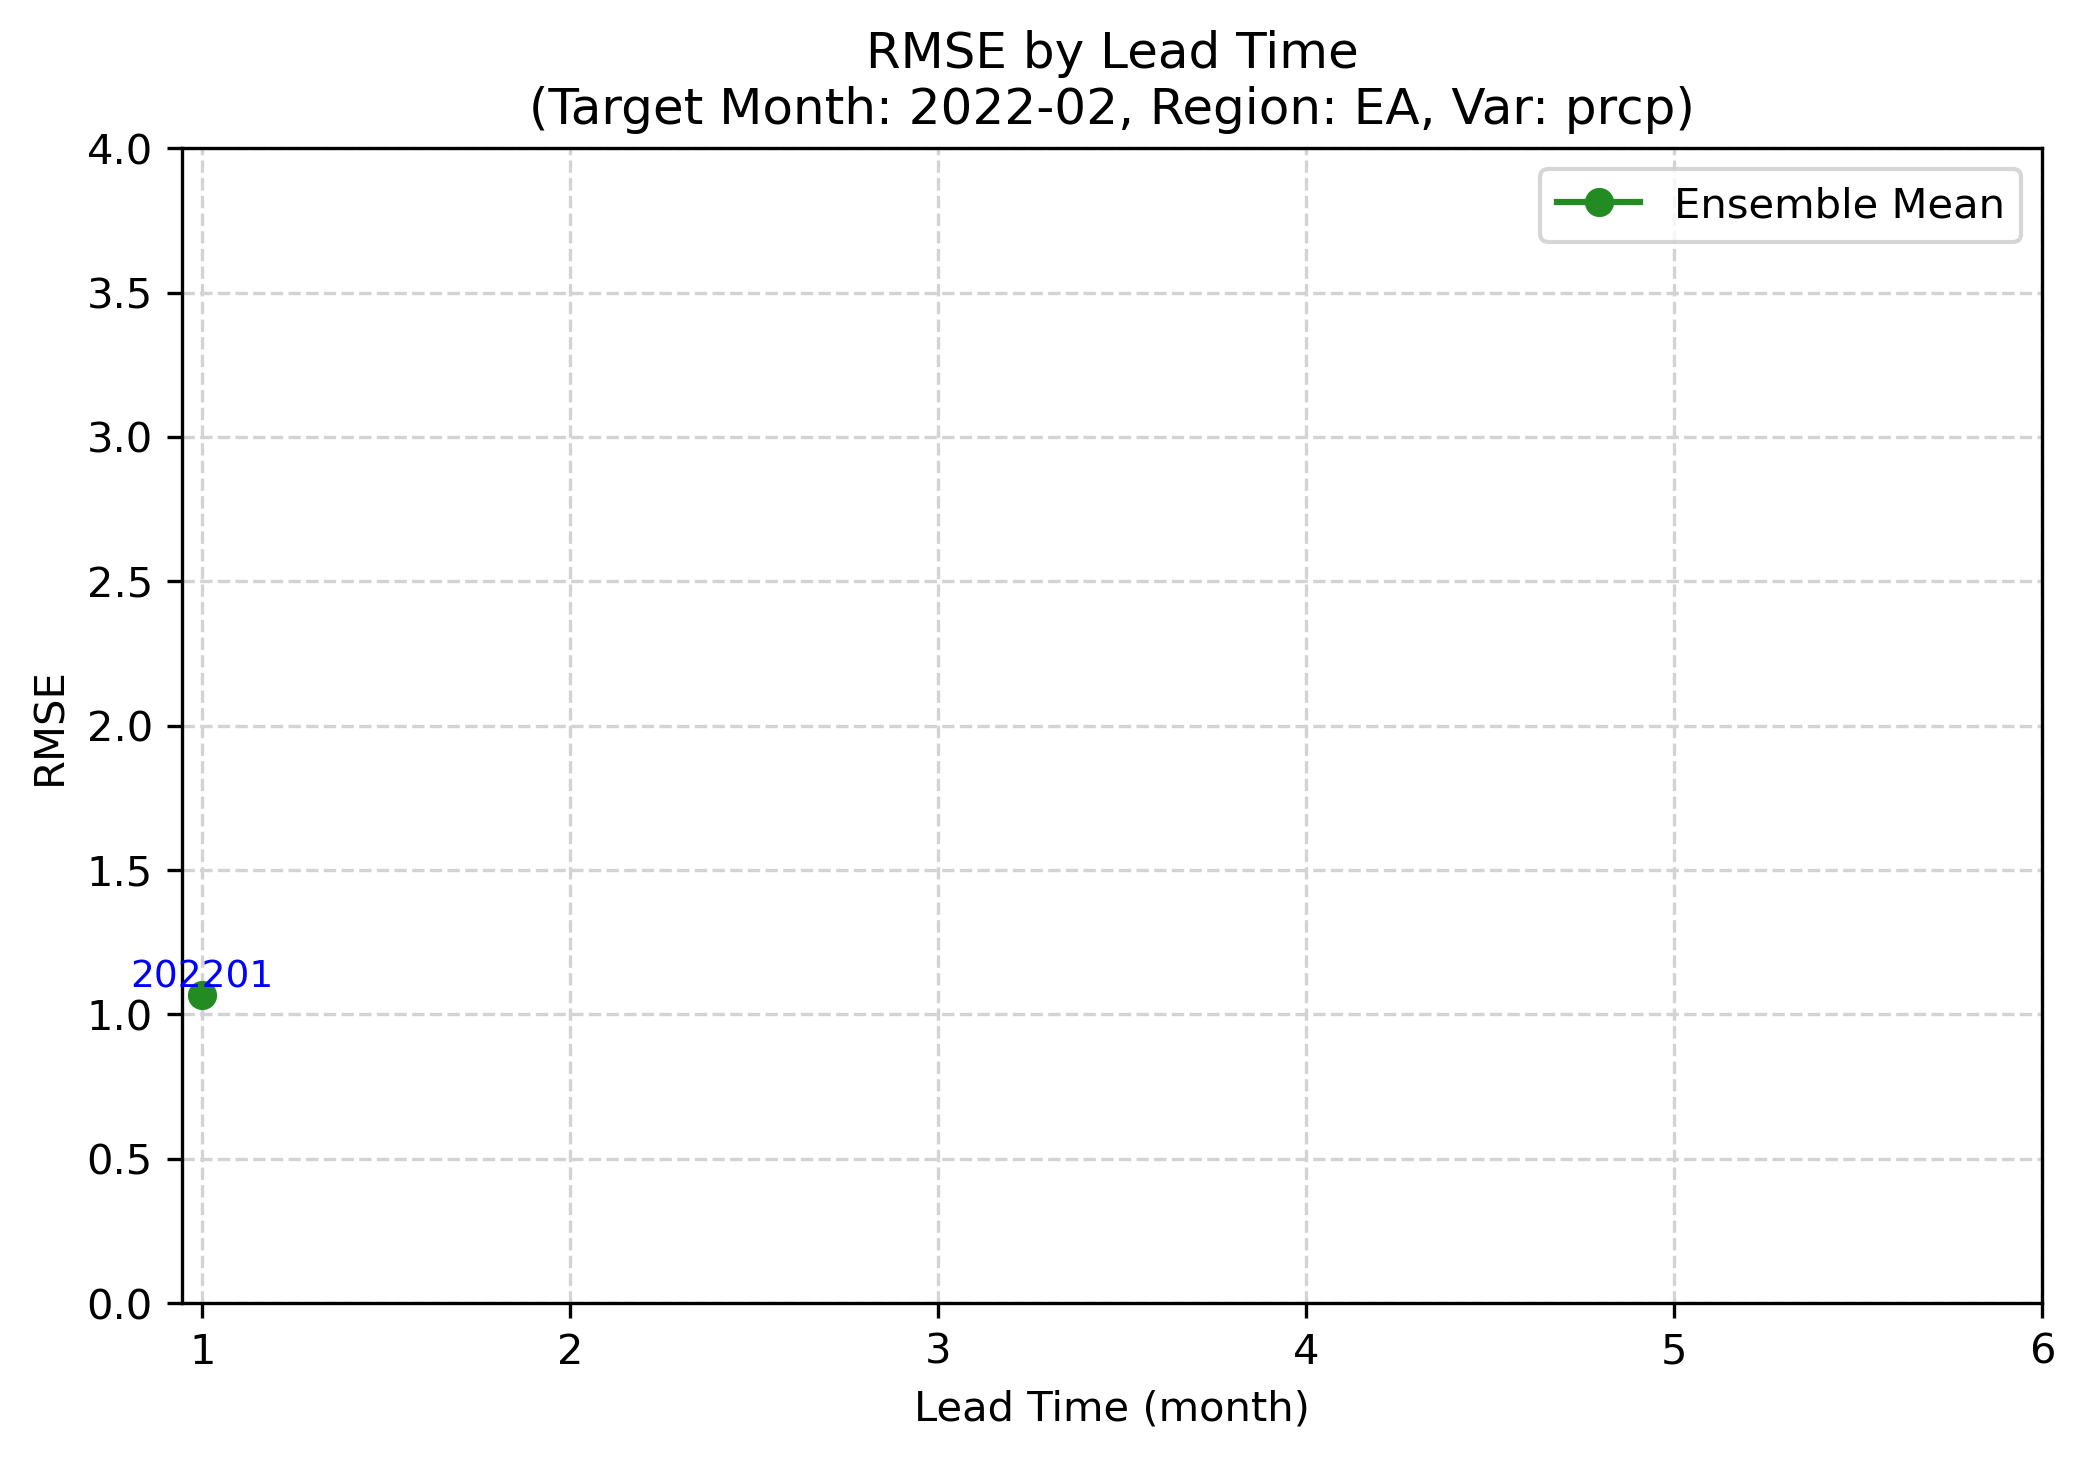 RMSE by Lead Time
(Target Month: 2022-02, Region: EA, Var: prcp)
Ensemble Mean
4.0
3.5
3.0
2.5
2.0
1.5
1.0
0.5
0.0
RMSE
202201
1 2 3 4 5 6
Lead Time (month)